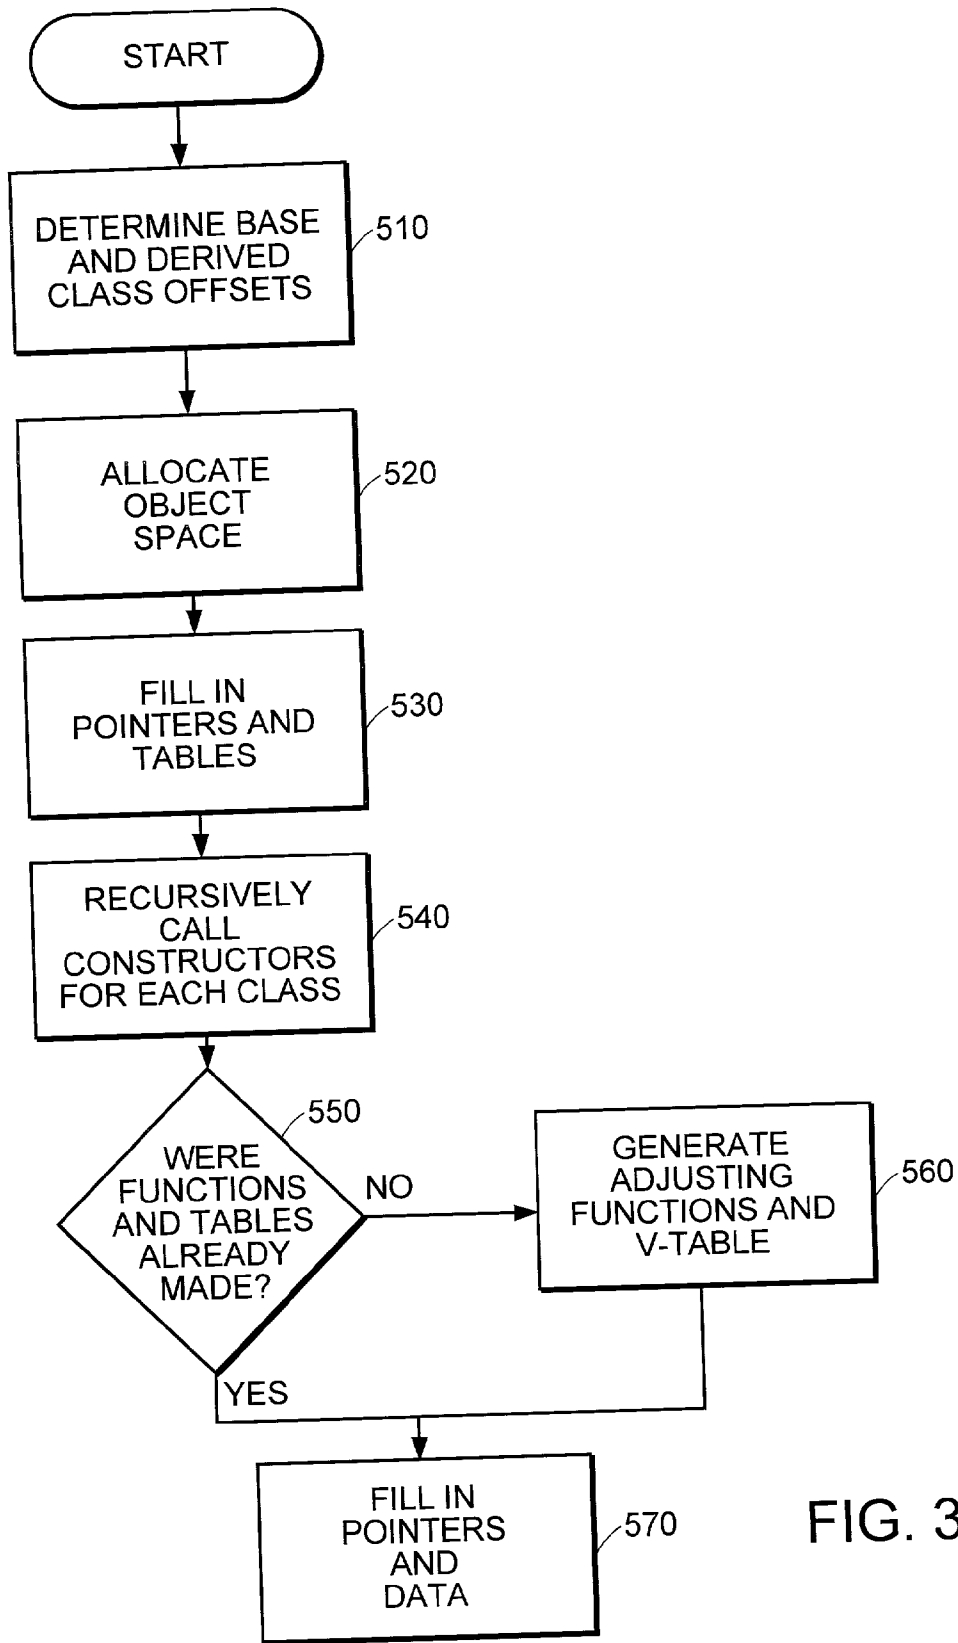 START
DETERMINE BASE
AND DERIVED
CLASS OFFSETS
510
ALLOCATE
OBJECT
SPACE
520
FILL IN
POINTERS AND
TABLES
530
RECURSIVELY
CALL
CONSTRUCTORS
FOR EACH CLASS
540
550
WERE
FUNCTIONS
AND TABLES
ALREADY
MADE?
NO
GENERATE
ADJUSTING
FUNCTIONS AND
V-TABLE
560
YES
FILL IN
POINTERS
AND
DATA
570
FIG. 3